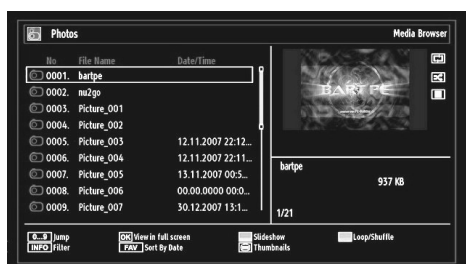 Photos Media Browser
No File Name Date/Time
0001. bartpe
0002. nu2go
0003. Picture_001
0004. Picture_002
0005. Picture_003 12.11.2007 22:12...
0006. Picture_004 12.11.2007 22:11...
0007. Picture_005 13.11.2007 00:5...
0008. Picture_006 00.00.0000 00:0...
0009. Picture_007 30.12.2007 13:1...
BARTPE
bartpe
937 KB
1/21
0...9 Jump OK View in full screen Slideshow Loop/Shuffle
INFO Filter FAV Sort By Date Thumbnails